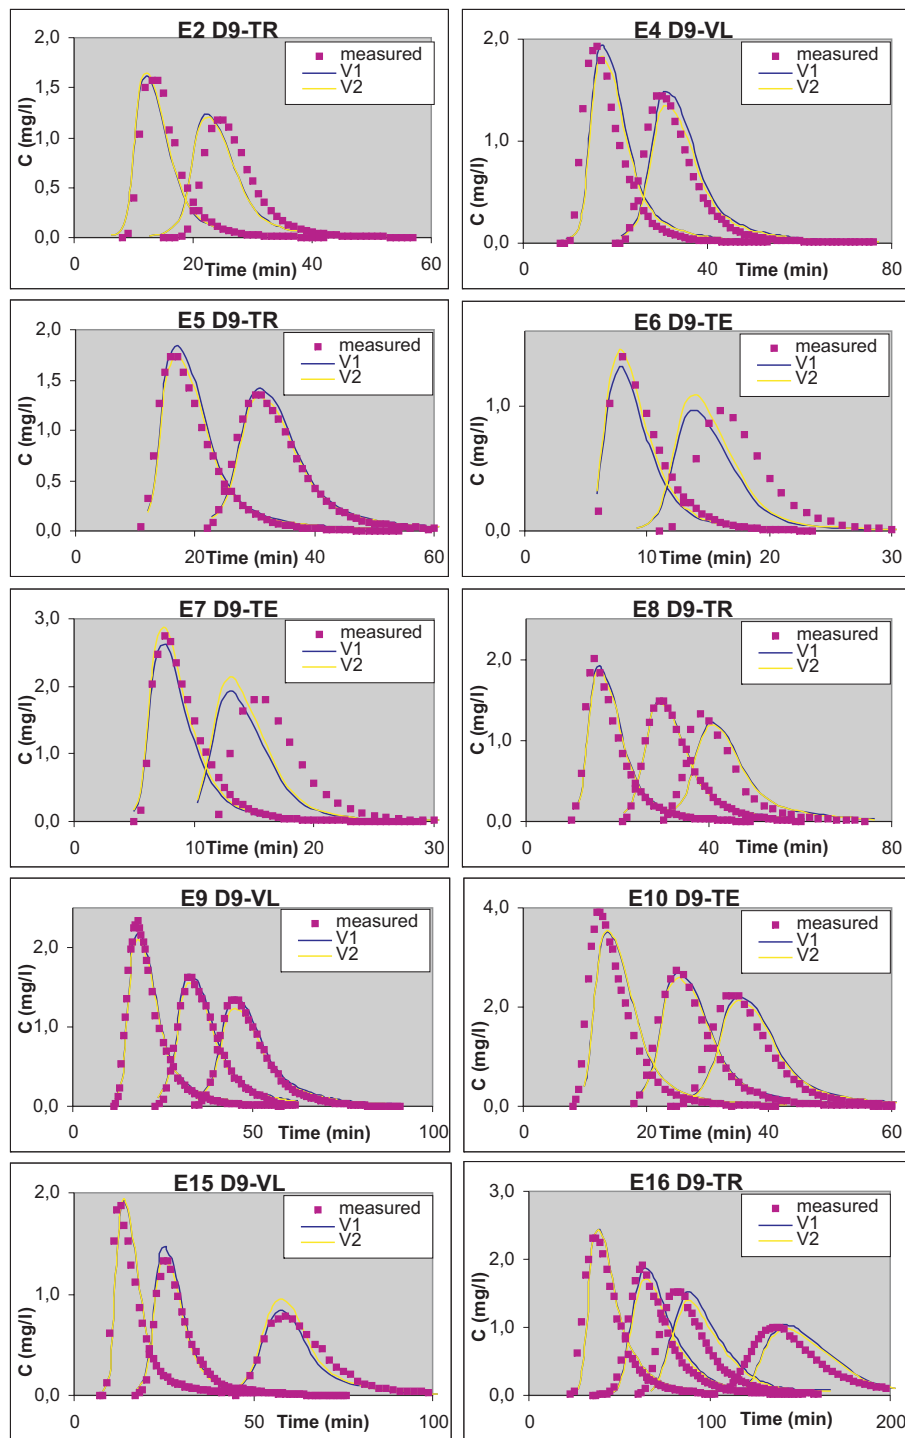 E2 D9-TR
C (mg/l)
2,0
1,5
1,0
0,5
0,0
0
20
40
60
Time (min)
measured
V1
V2
E4 D9-VL
C (mg/l)
2,0
1,0
0,0
0
40
80
Time (min)
measured
V1
V2
E5 D9-TR
C (mg/l)
2,0
1,5
1,0
0,5
0,0
0
20
40
60
Time (min)
measured
V1
V2
E6 D9-TE
C (mg/l)
1,0
0,0
0
10
20
30
Time (min)
measured
V1
V2
E7 D9-TE
C (mg/l)
3,0
2,0
1,0
0,0
0
10
20
30
Time (min)
measured
V1
V2
E8 D9-TR
C (mg/l)
2,0
1,0
0,0
0
40
80
Time (min)
measured
V1
V2
E9 D9-VL
C (mg/l)
2,0
1,0
0,0
0
50
100
Time (min)
measured
V1
V2
E10 D9-TE
C (mg/l)
4,0
2,0
0,0
0
20
40
60
Time (min)
measured
V1
V2
E15 D9-VL
C (mg/l)
2,0
1,0
0,0
0
50
100
Time (min)
measured
V1
V2
E16 D9-TR
C (mg/l)
3,0
2,0
1,0
0,0
0
100
200
Time (min)
measured
V1
V2